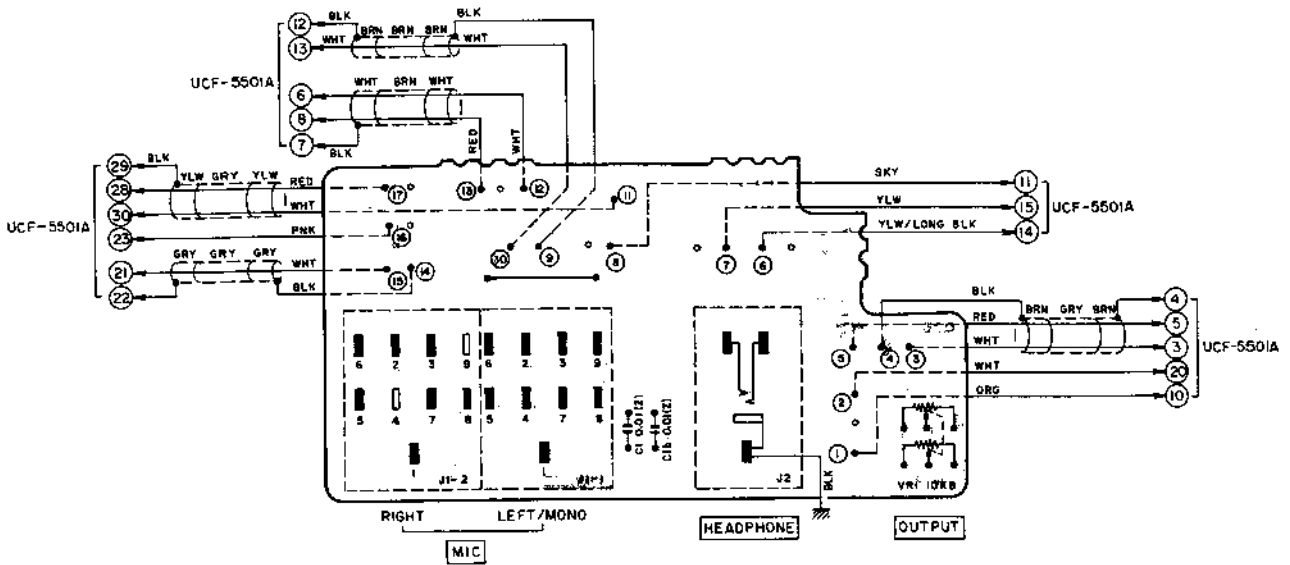 12 BLK BRN BRN BRN BLK
13 WHT WHT
UCF-5501A
WHT BRN WHT
6
8
7 BLK
RED WHT
29 BLK
YLW GRY YLW
28 RED 17 13 12
30 WHT 11
UCF-5501A
23 PNK 16
GRY GRY GRY
21 WHT 15 14
22 BLK
10 9 8 7 6
SKY 11
YLW 15
YLW/LONG BLK 14
UCF-5501A
BLK BRN GRY BRN 4
RED 5
WHT 3
UCF-5501A
WHT 20
ORG 10
5 4 3
2
1
6 2 3 9 6 2 3 9
5 4 7 8 5 4 7 8
C1 0.01(Z)
0.01(Z)
J1-2
J2
BLK
VR1 10KB
RIGHT LEFT/MONO
MIC
HEADPHONE
OUTPUT